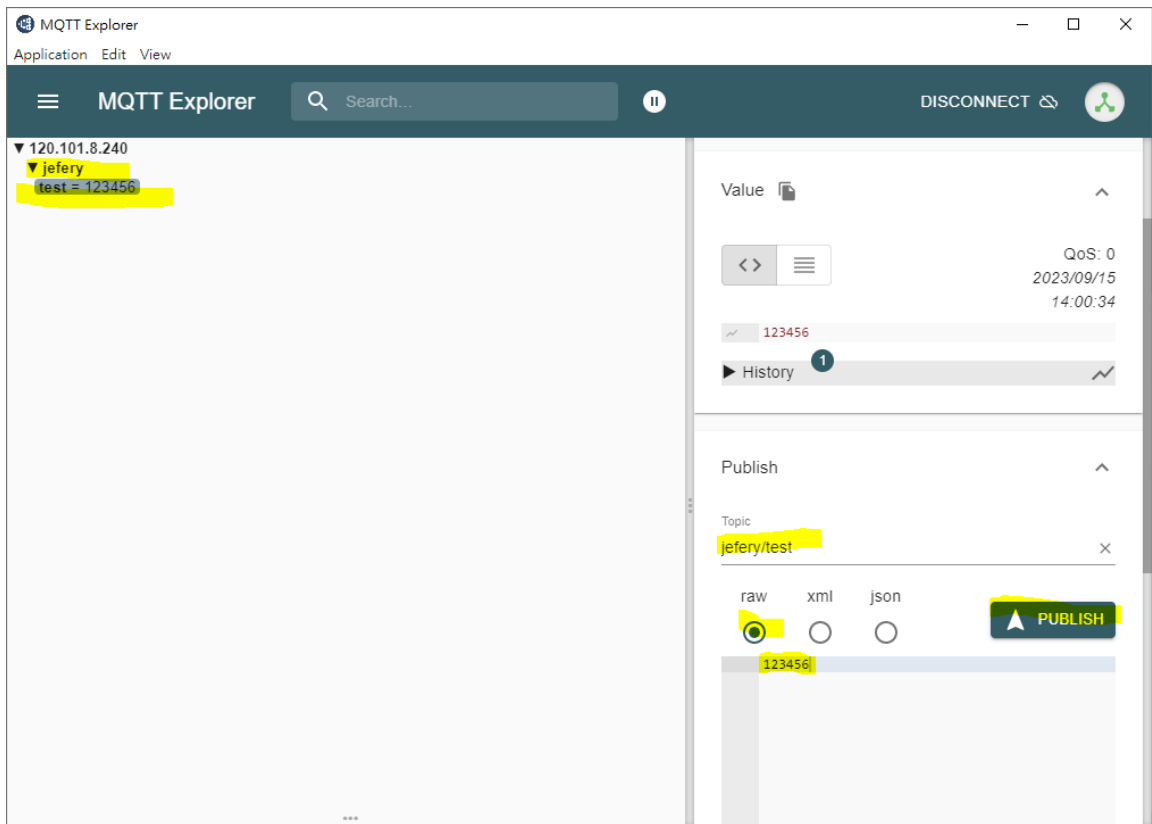 MQTT Explorer
Application Edit View
MQTT Explorer
Search...
DISCONNECT
▼ 120.101.8.240
▼ jefery
test = 123456
Value
QoS: 0
2023/09/15
14:00:34
123456
▶ History 1
Publish
Topic
jefery/test
raw xml json
PUBLISH
123456